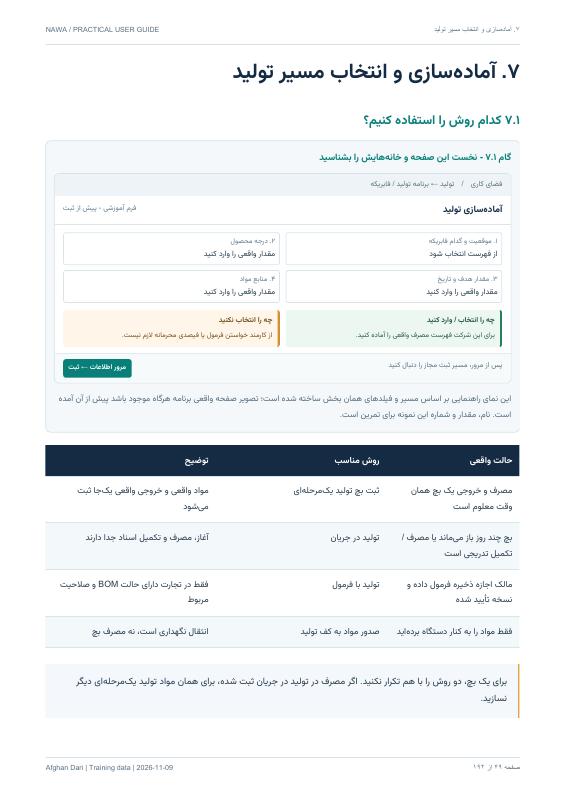 NAWA / PRACTICAL USER GUIDE
۷. آماده‌سازی و انتخاب مسیر تولید
۷. آماده‌سازی و انتخاب مسیر تولید
۷.۱ کدام روش را استفاده کنیم؟
گام ۷.۱ - نخست این صفحه و خانه‌هایش را بشناسید
فضای کاری / تولید ← برنامه تولید / فابریکه
آماده‌سازی تولید
فرم آموزشی - پیش از ثبت
۱. موقعیت و گدام فابریکه
از فهرست انتخاب شود
۲. درجه محصول
مقدار واقعی را وارد کنید
۳. مقدار هدف و تاریخ
مقدار واقعی را وارد کنید
۴. منابع مواد
مقدار واقعی را وارد کنید
چه را انتخاب / وارد کنید
برای این شرکت فهرست مصرف واقعی را آماده کنید.
چه را انتخاب نکنید
از کارمند خواستن فرمول یا فیصدی محرمانه لازم نیست.
پس از مرور، مسیر ثبت مجاز را دنبال کنید
مرور اطلاعات ← ثبت
این نمای راهنمایی بر اساس مسیر و فیلدهای همان بخش ساخته شده است؛ تصویر صفحه واقعی برنامه هرگاه موجود باشد پیش از آن آمده
است. نام، مقدار و شماره این نمونه برای تمرین است.
حالت واقعی
روش مناسب
توضیح
مصرف و خروجی یک بچ همان
وقت معلوم است
ثبت بچ تولید یک‌مرحله‌ای
مواد واقعی و خروجی واقعی یک‌جا ثبت
می‌شود
بچ چند روز باز می‌ماند یا مصرف /
تکمیل تدریجی است
تولید در جریان
آغاز، مصرف و تکمیل اسناد جدا دارند
مالک اجازه ذخیره فرمول داده و
نسخه تأیید شده
تولید با فرمول
فقط در تجارت دارای حالت BOM و صلاحیت
مربوط
فقط مواد را به کنار دستگاه برده‌اید
صدور مواد به کف تولید
انتقال نگهداری است، نه مصرف بچ
برای یک بچ، دو روش را با هم تکرار نکنید. اگر مصرف در تولید در جریان ثبت شده، برای همان مواد تولید یک‌مرحله‌ای دیگر
نسازید.
Afghan Dari | Training data | 2026-11-09
صفحه ۴۹ از ۱۹۴